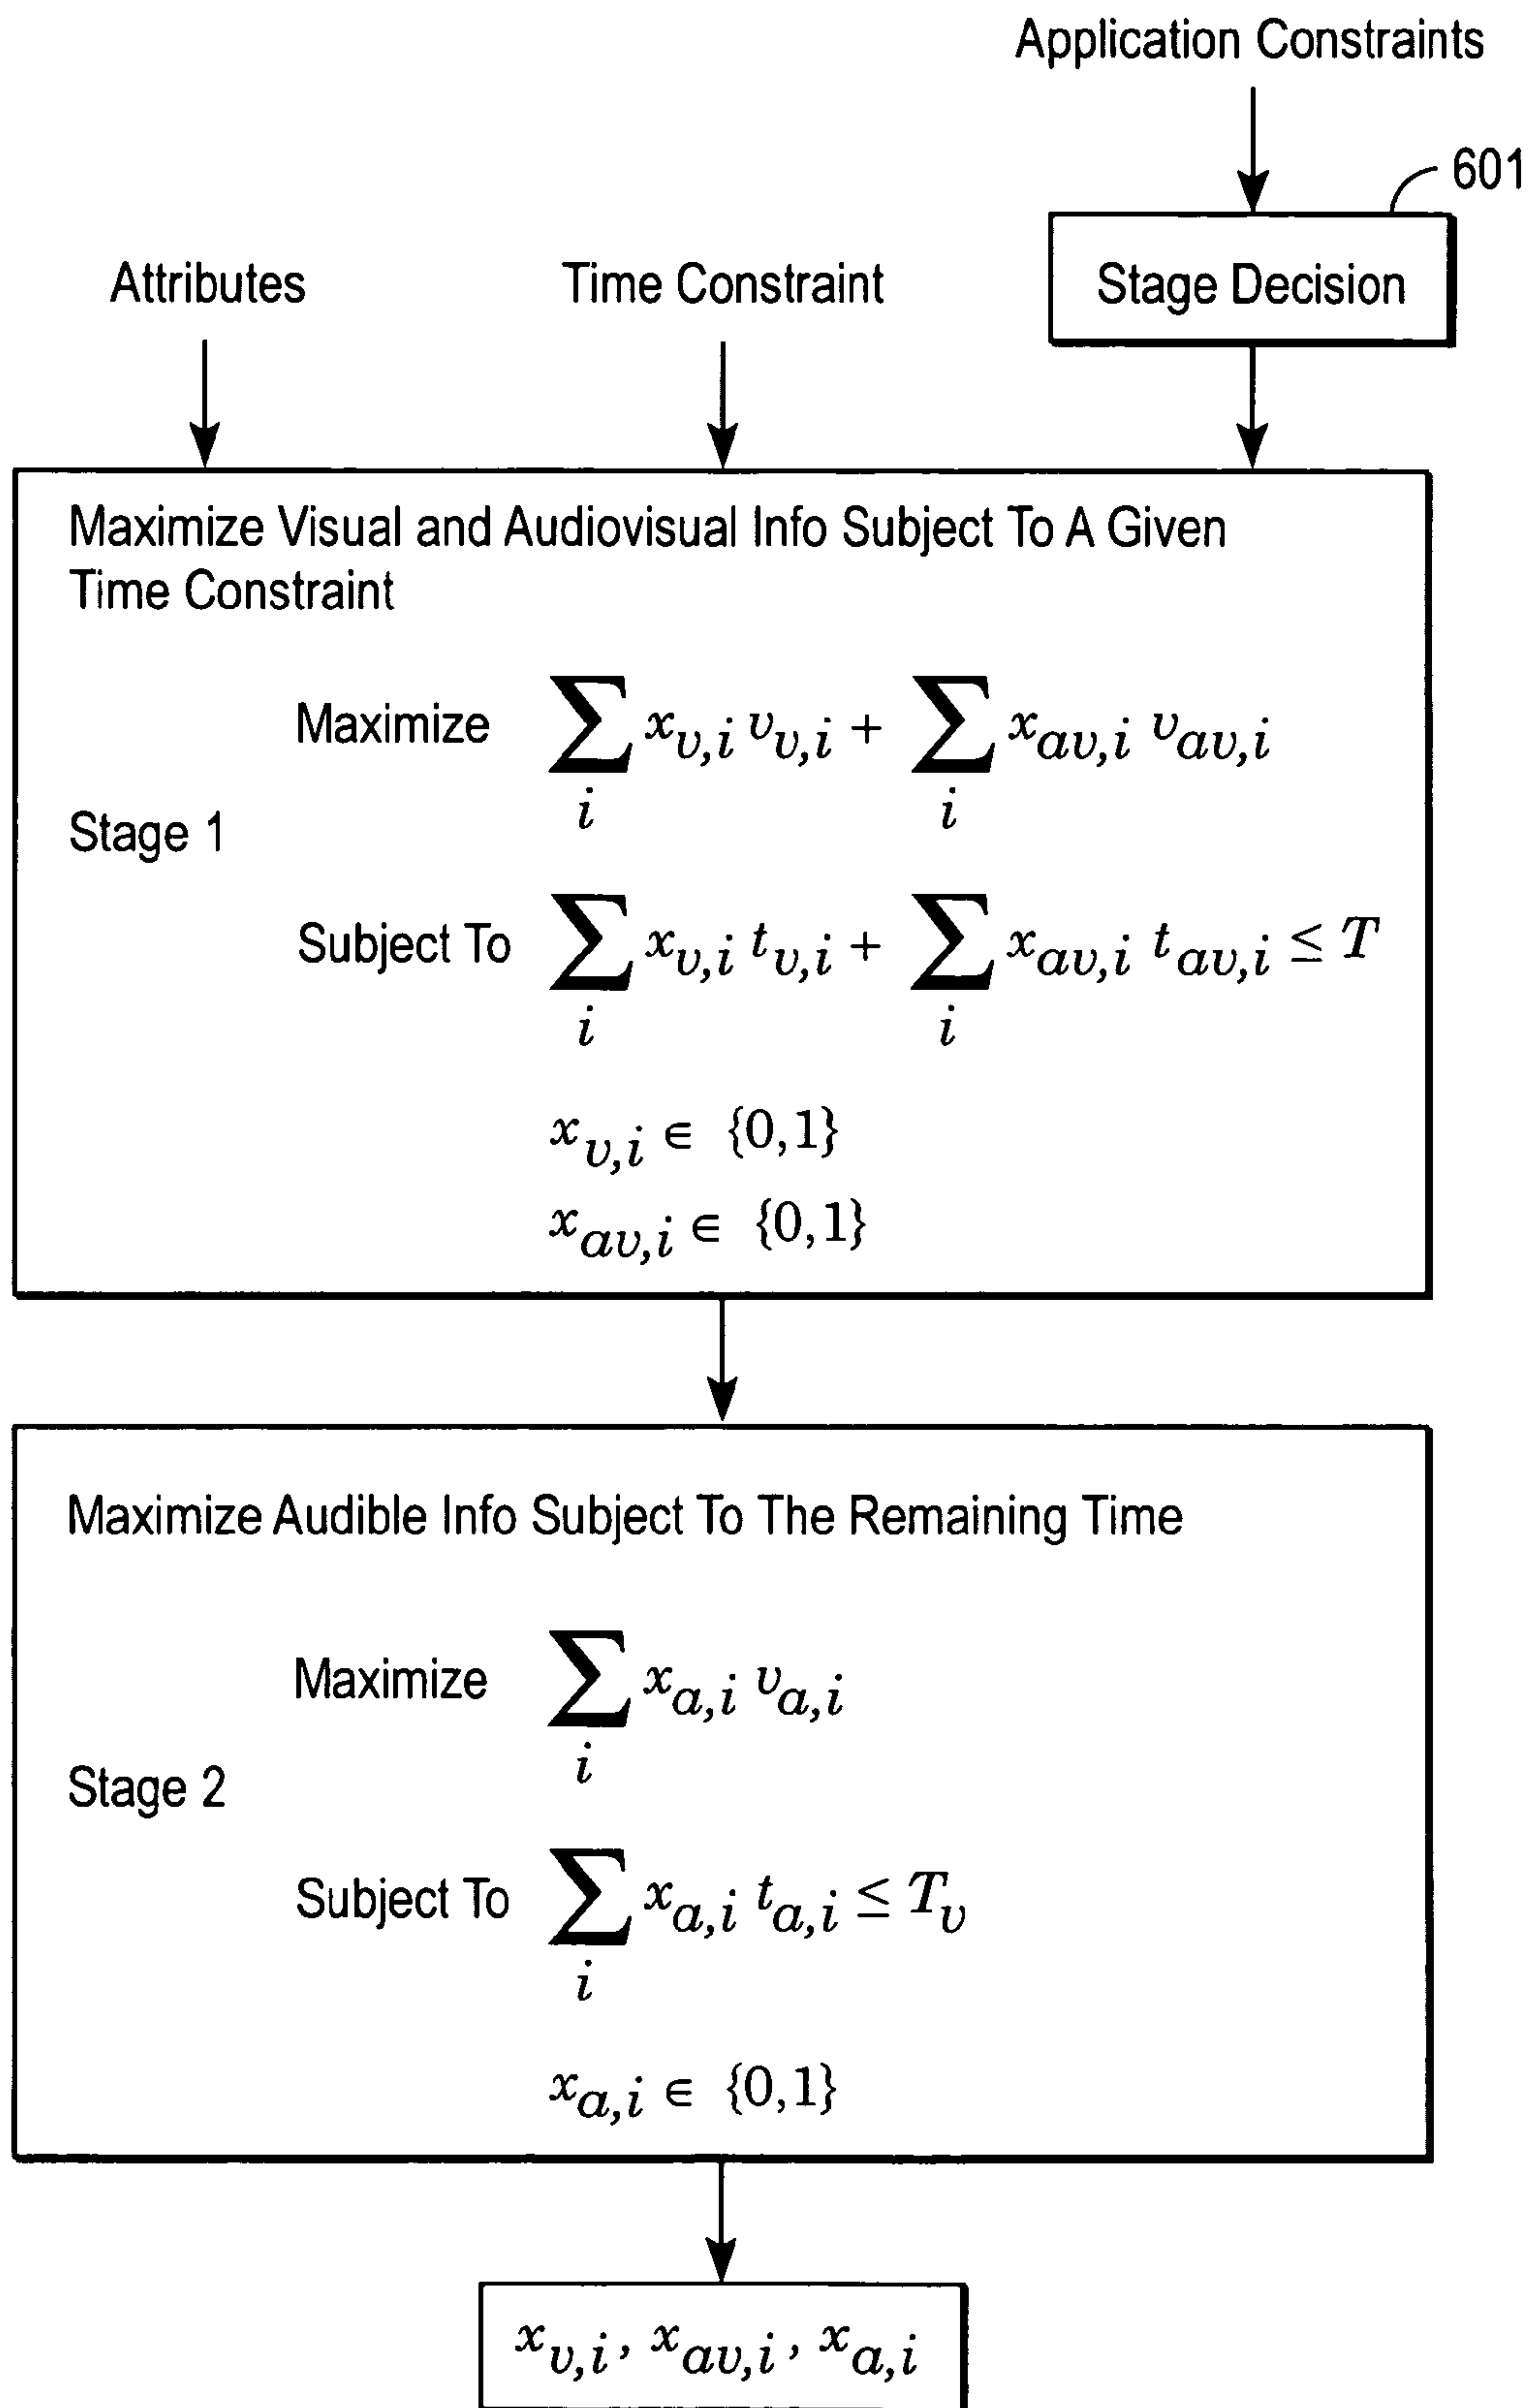 Application Constraints
601
Attributes
Time Constraint
Stage Decision
Maximize Visual and Audiovisual Info Subject To A Given
Time Constraint
Maximize ∑_i x_{v,i} v_{v,i} + ∑_i x_{av,i} v_{av,i}
Stage 1
Subject To ∑_i x_{v,i} t_{v,i} + ∑_i x_{av,i} t_{av,i} ≤ T
x_{v,i} ∈ {0,1}
x_{av,i} ∈ {0,1}
Maximize Audible Info Subject To The Remaining Time
Maximize ∑_i x_{a,i} v_{a,i}
Stage 2
Subject To ∑_i x_{a,i} t_{a,i} ≤ T_v
x_{a,i} ∈ {0,1}
x_{v,i}, x_{av,i}, x_{a,i}